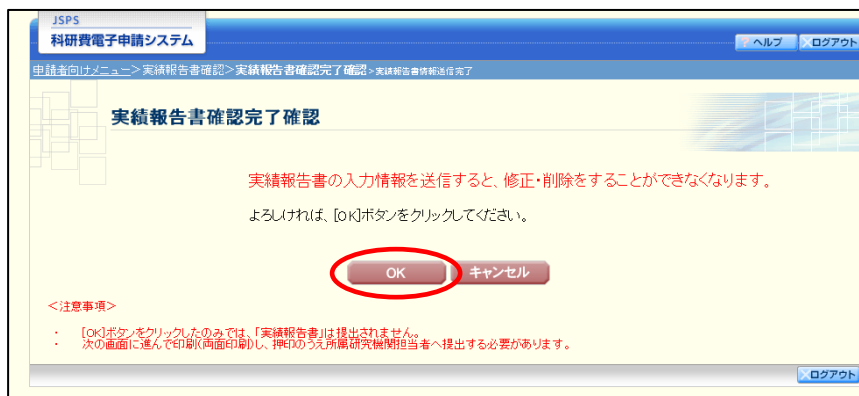 JSPS
科研費電子申請システム
? ヘルプ ×ログアウト
申請者向けメニュー>実績報告書確認>実績報告書確認完了確認>実績報告書情報送信完了
実績報告書確認完了確認
実績報告書の入力情報を送信すると、修正・削除をすることができなくなります。
よろしければ、[OK]ボタンをクリックしてください。
OK キャンセル
<注意事項>
・ [OK]ボタンをクリックしたのみでは、「実績報告書」は提出されません。
・ 次の画面に進んで印刷(両面印刷)し、押印のうえ所属研究機関担当者へ提出する必要があります。
×ログアウト